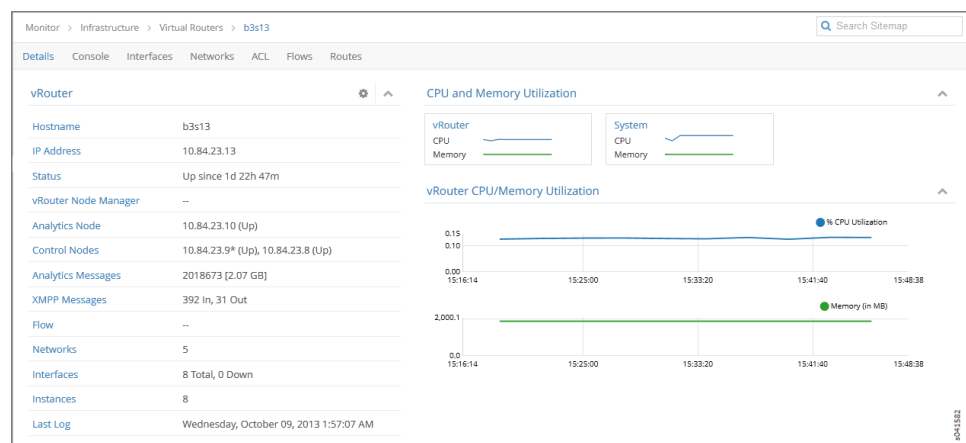 Monitor > Infrastructure > Virtual Routers > b3s13
Search Sitemap
Details Console Interfaces Networks ACL Flows Routes
vRouter
Hostname b3s13
IP Address 10.84.23.13
Status Up since 1d 22h 47m
vRouter Node Manager --
Analytics Node 10.84.23.10 (Up)
Control Nodes 10.84.23.9* (Up), 10.84.23.8 (Up)
Analytics Messages 2018673 [2.07 GB]
XMPP Messages 392 In, 31 Out
Flow --
Networks 5
Interfaces 8 Total, 0 Down
Instances 8
Last Log Wednesday, October 09, 2013 1:57:07 AM
CPU and Memory Utilization
vRouter
CPU
Memory
System
CPU
Memory
vRouter CPU/Memory Utilization
% CPU Utilization
0.15
0.10
0.00
15:16:14 15:25:00 15:33:20 15:41:40 15:48:38
Memory (in MB)
2,000.1
0.0
15:16:14 15:25:00 15:33:20 15:41:40 15:48:38
s041582